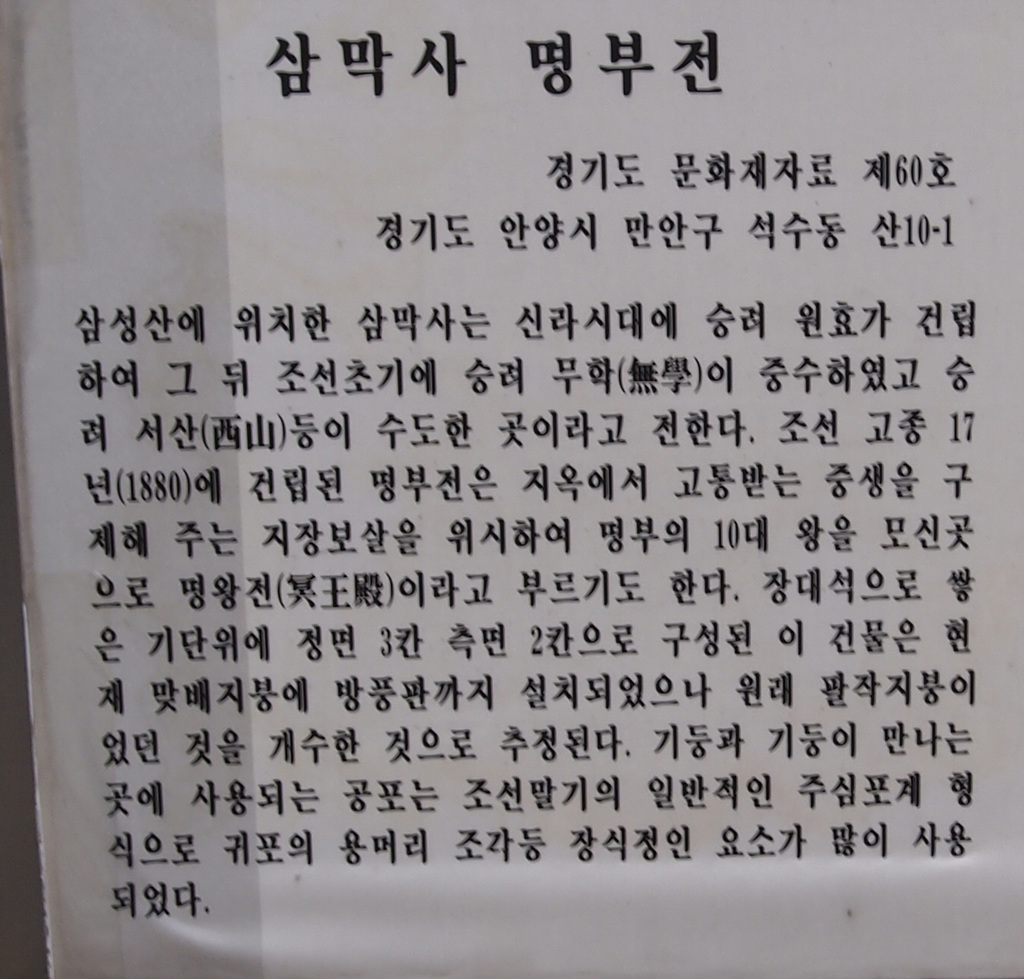 삼막사 명부전
경기도 문화재자료 제60호
경기도 안양시 만안구 석수동 산10-1
삼성산에 위치한 삼막사는 신라시대에 승려 원효가 건립
하여 그 뒤 조선초기에 승려 무학(無學)이 중수하였고 승
려 서산(西山)등이 수도한 곳이라고 전한다. 조선 고종 17
년(1880)에 건립된 명부전은 지옥에서 고통받는 중생을 구
제해 주는 지장보살을 위시하여 명부의 10대 왕을 모신곳
으로 명왕전(冥王殿)이라고 부르기도 한다. 장대석으로 쌓
은 기단위에 정면 3칸 측면 2칸으로 구성된 이 건물은 현
재 맞배지붕에 방풍판까지 설치되었으나 원래 팔작지붕이
었던 것을 개수한 것으로 추정된다. 기둥과 기둥이 만나는
곳에 사용되는 공포는 조선말기의 일반적인 주심포계 형
식으로 귀포의 용머리 조각등 장식정인 요소가 많이 사용
되었다.